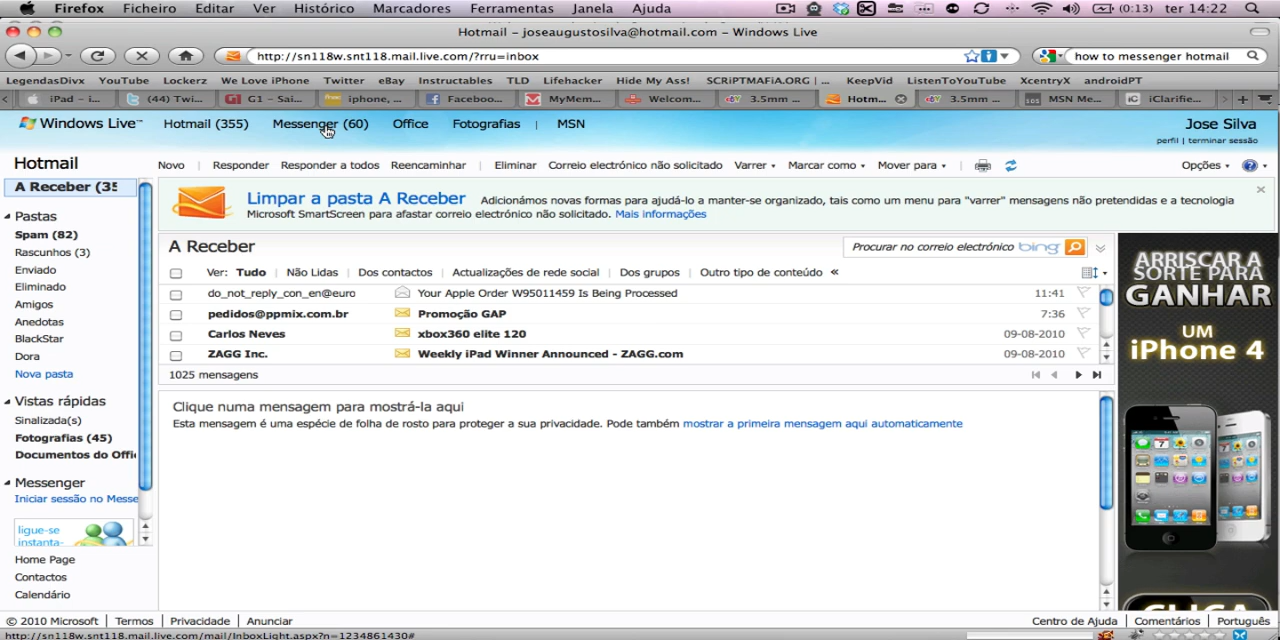 Firefox Ficheiro Editar Ver Histórico Marcadores Ferramentas Janela Ajuda (0:13) ter 14:22
Hotmail - joseaugustosilva@hotmail.com - Windows Live
http://sn118w.snt118.mail.live.com/?rru=inbox how to messenger hotmail
LegendasDivx YouTube Lockerz We Love iPhone Twitter eBay Instructables TLD Lifehacker Hide My Ass! SCRiPTMAFiA.ORG | ... KeepVid ListenToYouTube XcentryX androidPT
iPad – i... (44) Twi... G1 – Sai... iphone, ... Faceboo... MyMem... Welcom... 3.5mm ... Hotm... 3.5mm ... MSN Me... iClarifie...
Windows Live™ Hotmail (355) Messenger (60) Office Fotografias | MSN Jose Silva
perfil | terminar sessão
Hotmail Novo Responder Responder a todos Reencaminhar Eliminar Correio electrónico não solicitado Varrer Marcar como Mover para Opções
A Receber (35
Limpar a pasta A Receber Adicionámos novas formas para ajudá-lo a manter-se organizado, tais como um menu para "varrer" mensagens não pretendidas e a tecnologia
Microsoft SmartScreen para afastar correio electrónico não solicitado. Mais informações
Pastas
Spam (82)
Rascunhos (3)
Enviado
Eliminado
Amigos
Anedotas
BlackStar
Dora
Nova pasta
Vistas rápidas
Sinalizada(s)
Fotografias (45)
Documentos do Offi
Messenger
Iniciar sessão no Messe
ligue-se
instanta-
Home Page
Contactos
Calendário
A Receber Procurar no correio electrónico bing
Ver: Tudo | Não Lidas | Dos contactos | Actualizações de rede social | Dos grupos | Outro tipo de conteúdo «
do_not_reply_con_en@euro Your Apple Order W95011459 Is Being Processed 11:41
pedidos@ppmix.com.br Promoção GAP 7:36
Carlos Neves xbox360 elite 120 09-08-2010
ZAGG Inc. Weekly iPad Winner Announced - ZAGG.com 09-08-2010
1025 mensagens
Clique numa mensagem para mostrá-la aqui
Esta mensagem é uma espécie de folha de rosto para proteger a sua privacidade. Pode também mostrar a primeira mensagem aqui automaticamente
ARRISCAR A
SORTE PARA
GANHAR
UM
iPhone 4
CLICA
© 2010 Microsoft | Termos | Privacidade | Anunciar Centro de Ajuda | Comentários | Português
http://sn118w.snt118.mail.live.com/mail/InboxLight.aspx?n=1234861430#